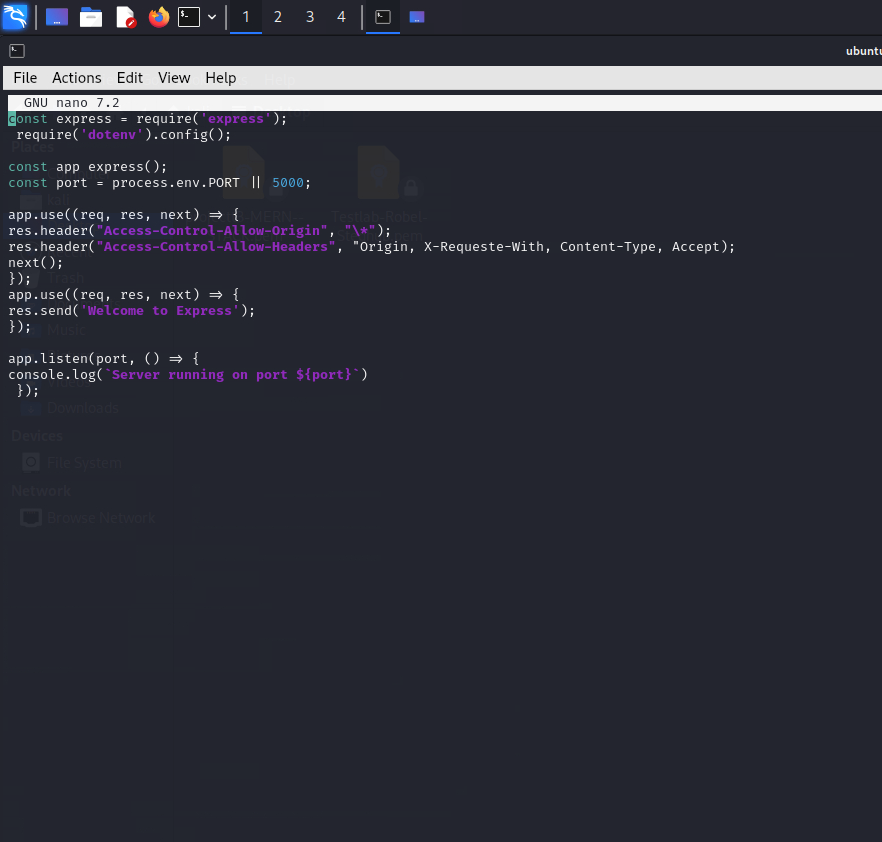 1 2 3 4
ubuntu
File Actions Edit View Help
GNU nano 7.2
const express = require('express');
 require('dotenv').config();
const app express();
const port = process.env.PORT || 5000;
app.use((req, res, next) => {
res.header("Access-Control-Allow-Origin", "\*");
res.header("Access-Control-Allow-Headers", "Origin, X-Requeste-With, Content-Type, Accept);
next();
});
app.use((req, res, next) => {
res.send('Welcome to Express');
});
app.listen(port, () => {
console.log(`Server running on port ${port}`)
 });
Places
Trash
Music
Downloads
Devices
File System
Network
Browse Network